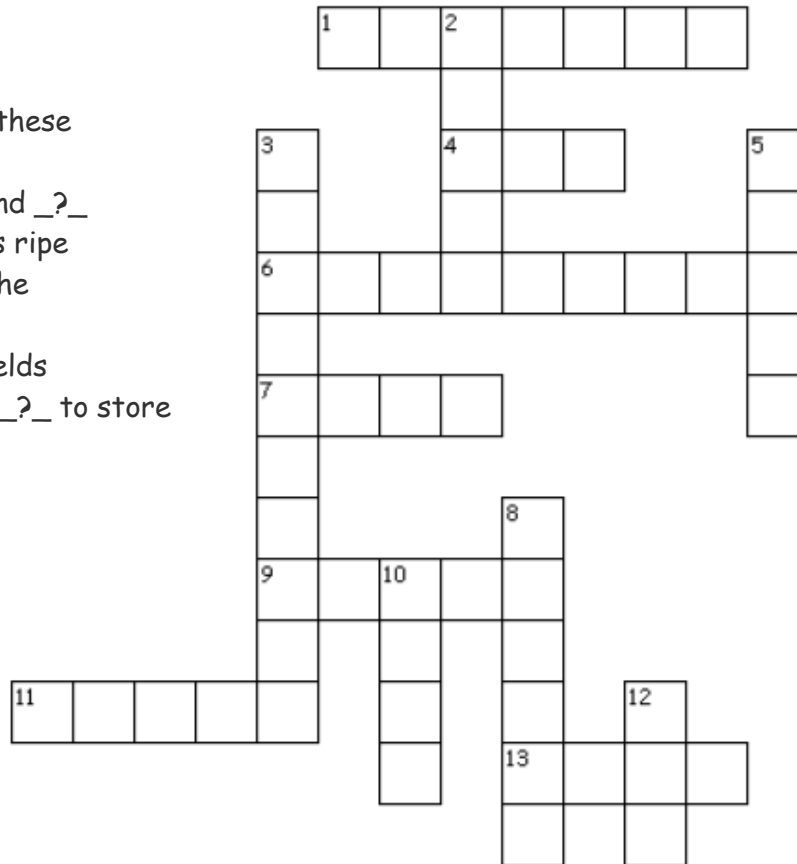 these
nd _?_
s ripe
he
elds
_?_ to store
1 2
3 4 5
6
7
8
9 10
11 12
13